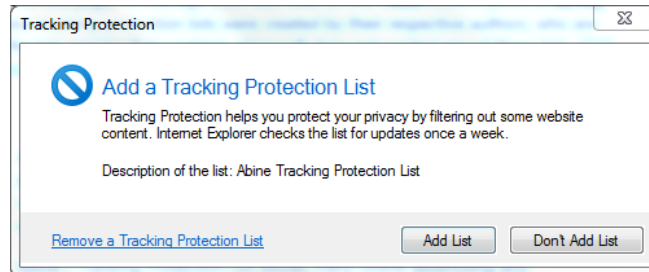 Tracking Protection
Add a Tracking Protection List
Tracking Protection helps you protect your privacy by filtering out some website
content. Internet Explorer checks the list for updates once a week.
Description of the list: Abine Tracking Protection List
Remove a Tracking Protection List
Add List
Don't Add List